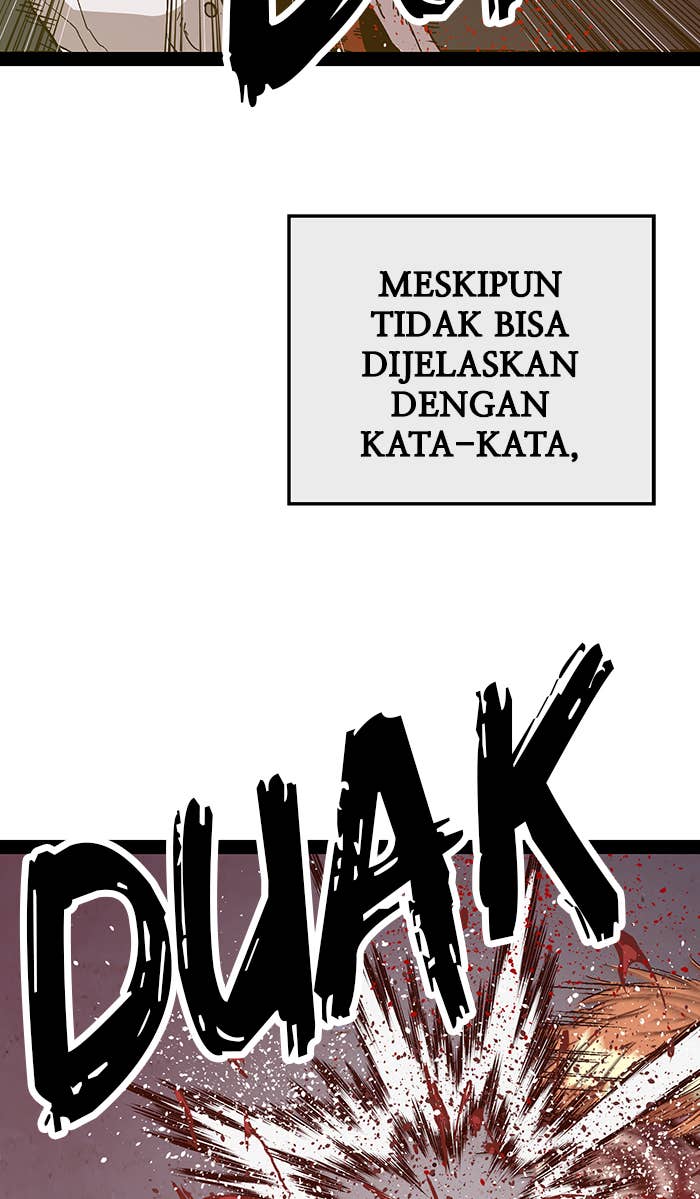 MESKIPUN
TIDAK BISA
DIJELASKAN
DENGAN
KATA-KATA,
DUAK